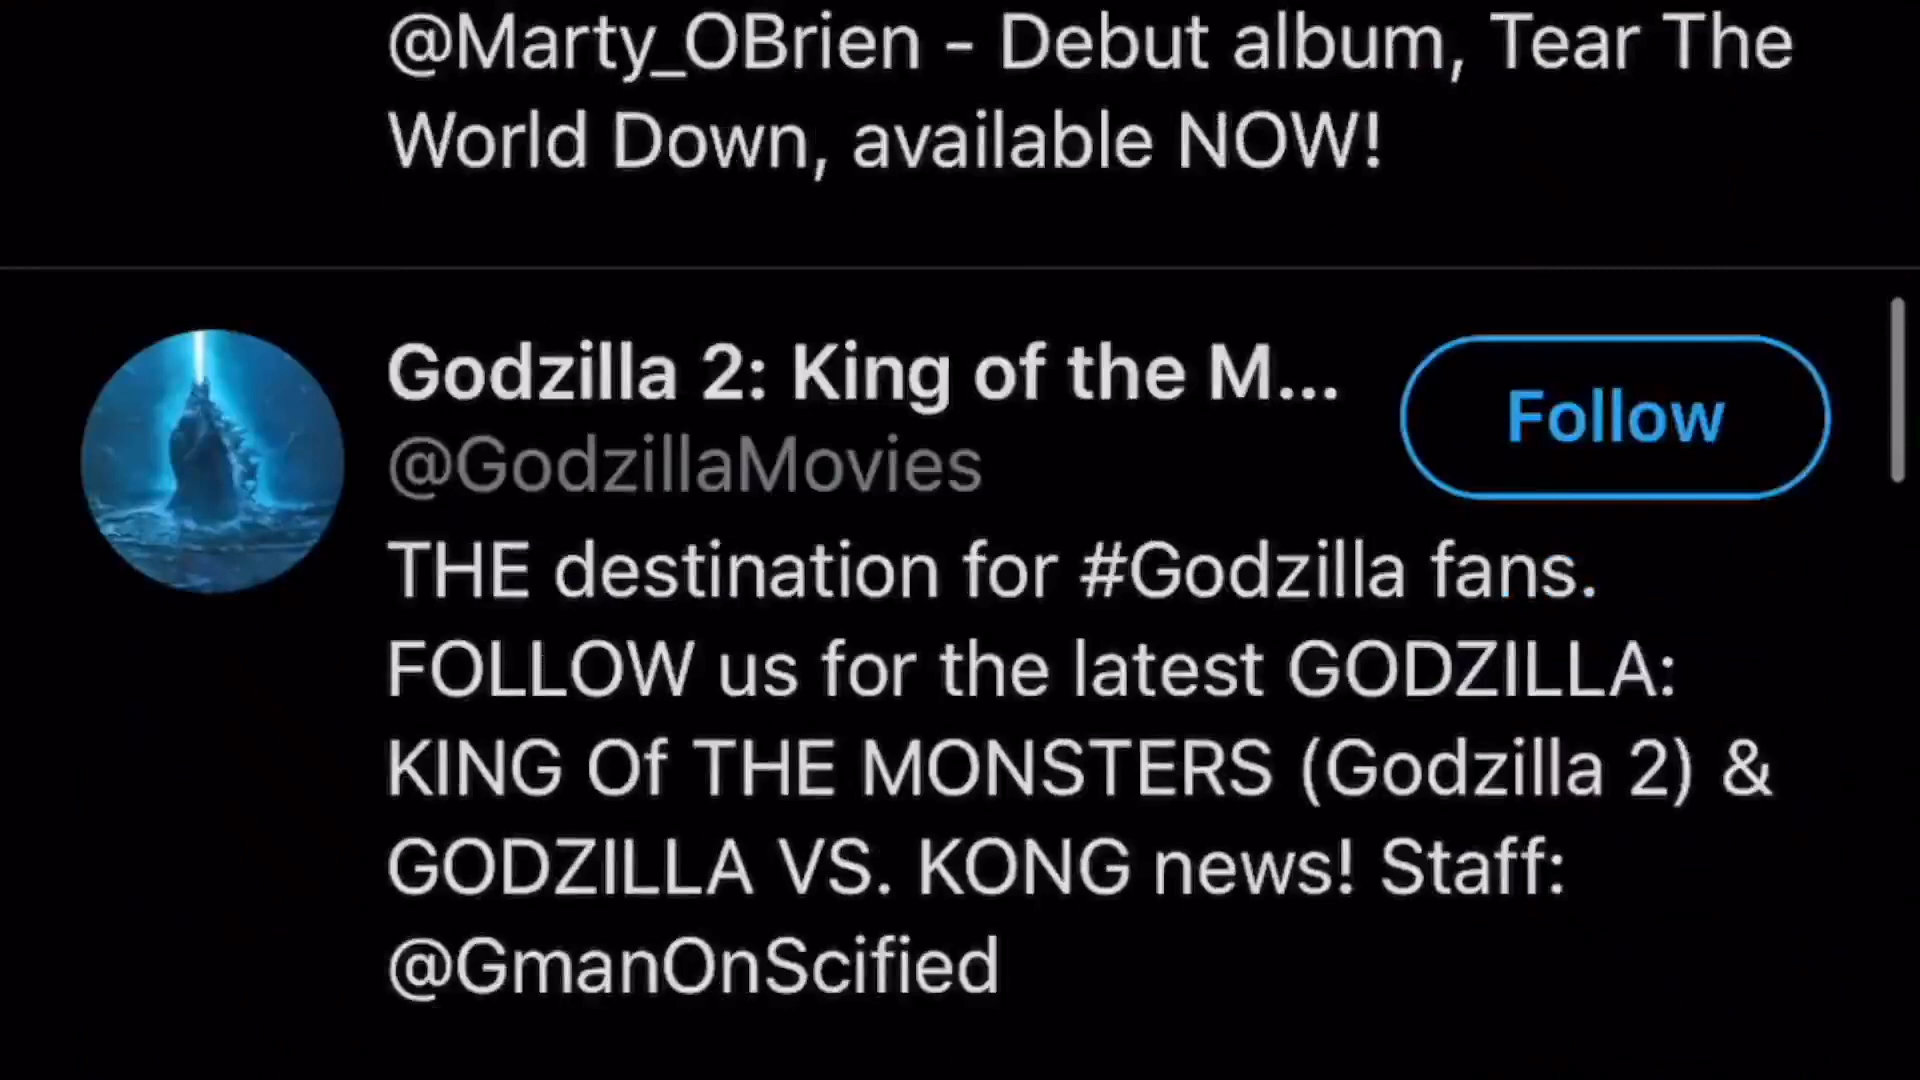 @Marty_OBrien - Debut album, Tear The
World Down, available NOW!
Godzilla 2: King of the M...
Follow
@GodzillaMovies
THE destination for #Godzilla fans.
FOLLOW us for the latest GODZILLA:
KING Of THE MONSTERS (Godzilla 2) &
GODZILLA VS. KONG news! Staff:
@GmanOnScified